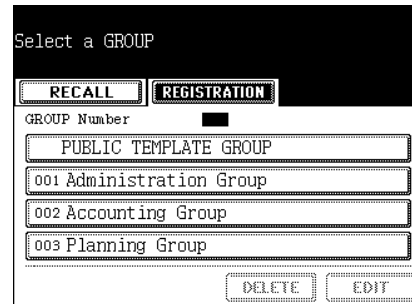 Select a GROUP
RECALL REGISTRATION
GROUP Number
PUBLIC TEMPLATE GROUP
001 Administration Group
002 Accounting Group
003 Planning Group
DELETE EDIT